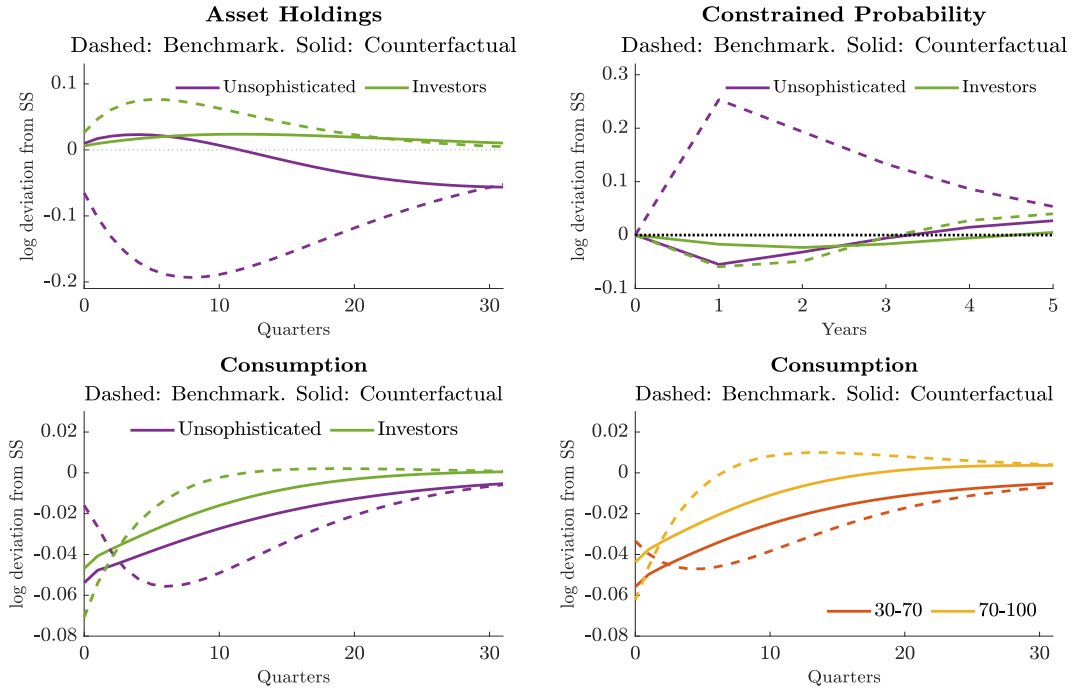 Asset Holdings
Dashed: Benchmark. Solid: Counterfactual
Unsophisticated Investors
log deviation from SS
0.1
0
-0.1
-0.2
0 10 20 30
Quarters
Constrained Probability
Dashed: Benchmark. Solid: Counterfactual
Unsophisticated Investors
log deviation from SS
0.3
0.2
0.1
0
-0.1
0 1 2 3 4 5
Years
Consumption
Dashed: Benchmark. Solid: Counterfactual
Unsophisticated Investors
log deviation from SS
0.02
0
-0.02
-0.04
-0.06
-0.08
0 10 20 30
Quarters
Consumption
Dashed: Benchmark. Solid: Counterfactual
log deviation from SS
0.02
0
-0.02
-0.04
-0.06
-0.08
30-70 70-100
0 10 20 30
Quarters